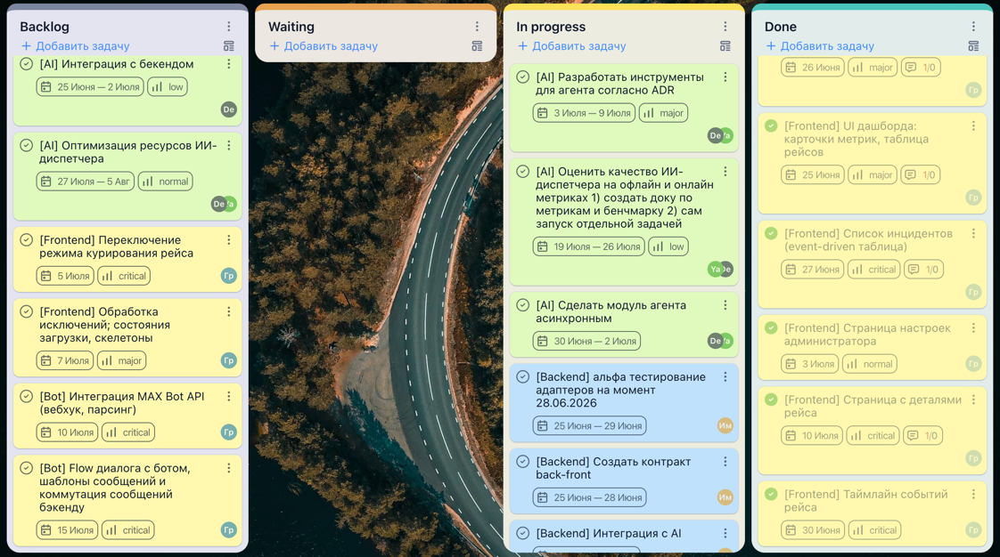 Backlog
+ Добавить задачу
[AI] Интеграция с бекендом
25 Июня — 2 Июля
low
De
[AI] Оптимизация ресурсов ИИ-
диспетчера
27 Июля — 5 Авг
normal
De Ya
[Frontend] Переключение
режима курирования рейса
5 Июля
critical
Гр
[Frontend] Обработка
исключений; состояния
загрузки, скелетоны
7 Июля
major
Гр
[Bot] Интеграция MAX Bot API
(вебхук, парсинг)
10 Июля
critical
Гр
[Bot] Flow диалога с ботом,
шаблоны сообщений и
коммутация сообщений
бэкенду
15 Июля
critical
Гр
Waiting
+ Добавить задачу
In progress
+ Добавить задачу
[AI] Разработать инструменты
для агента согласно ADR
3 Июля — 9 Июля
major
De Ya
[AI] Оценить качество ИИ-
диспетчера на офлайн и онлайн
метриках 1) создать доку по
метрикам и бенчмарку 2) сам
запуск отдельной задачей
19 Июля — 26 Июля
low
Ya De
[AI] Сделать модуль агента
асинхронным
30 Июня — 2 Июля
De Ya
[Backend] альфа тестирование
адаптеров на момент
28.06.2026
25 Июня — 29 Июня
Им
[Backend] Создать контракт
back-front
25 Июня — 28 Июня
Им
[Backend] Интеграция с AI
Done
+ Добавить задачу
26 Июня
major
1/0
Гр
[Frontend] UI дашборда:
карточки метрик, таблица
рейсов
25 Июня
major
1/0
Гр
[Frontend] Список инцидентов
(event-driven таблица)
27 Июня
critical
1/0
Гр
[Frontend] Страница настроек
администратора
3 Июля
normal
Гр
[Frontend] Страница с деталями
рейса
10 Июля
critical
1/0
Гр
[Frontend] Таймлайн событий
рейса
30 Июня
critical
Гр